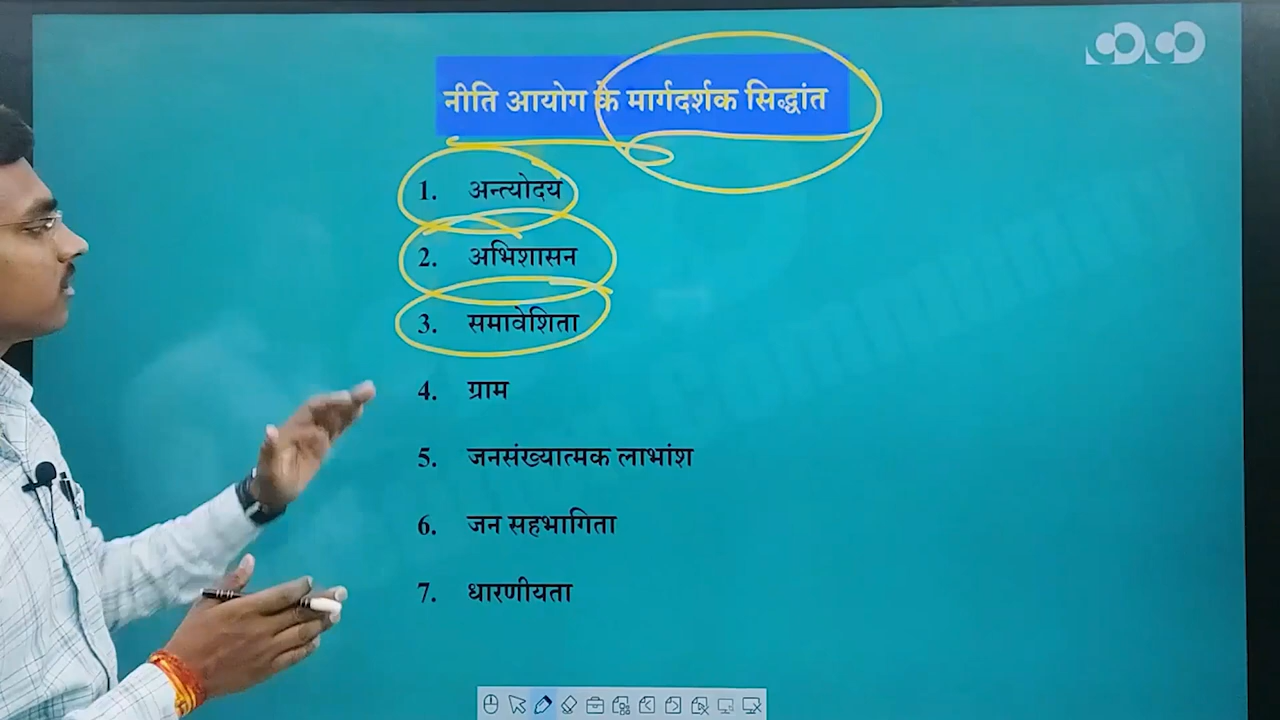 नीति आयोग के मार्गदर्शक सिद्धांत
1. अन्त्योदय
2. अभिशासन
3. समावेशिता
4. ग्राम
5. जनसंख्यात्मक लाभांश
6. जन सहभागिता
7. धारणीयता